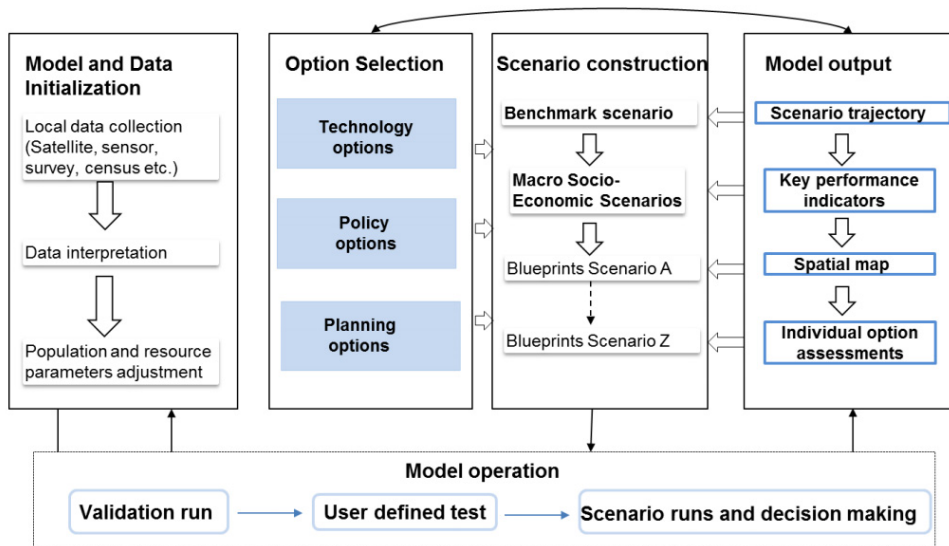 Model and Data
Initialization
Local data collection
(Satellite, sensor,
survey, census etc.)
Data interpretation
Population and resource
parameters adjustment
Option Selection
Technology
options
Policy
options
Planning
options
Scenario construction
Benchmark scenario
Macro Socio-
Economic Scenarios
Blueprints Scenario A
Blueprints Scenario Z
Model output
Scenario trajectory
Key performance
indicators
Spatial map
Individual option
assessments
Model operation
Validation run
User defined test
Scenario runs and decision making